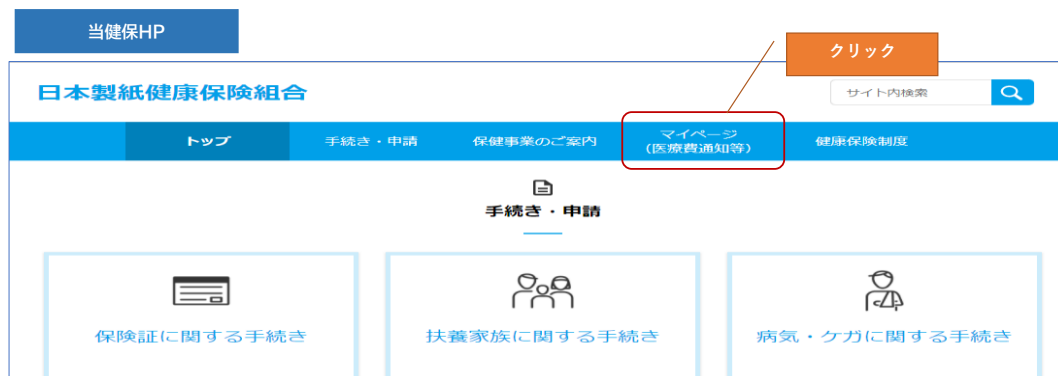 当健保HP
クリック
日本製紙健康保険組合
サイト内検索
トップ
手続き・申請
保健事業のご案内
マイページ
(医療費通知等)
健康保険制度
手続き・申請
保険証に関する手続き
扶養家族に関する手続き
病気・ケガに関する手続き